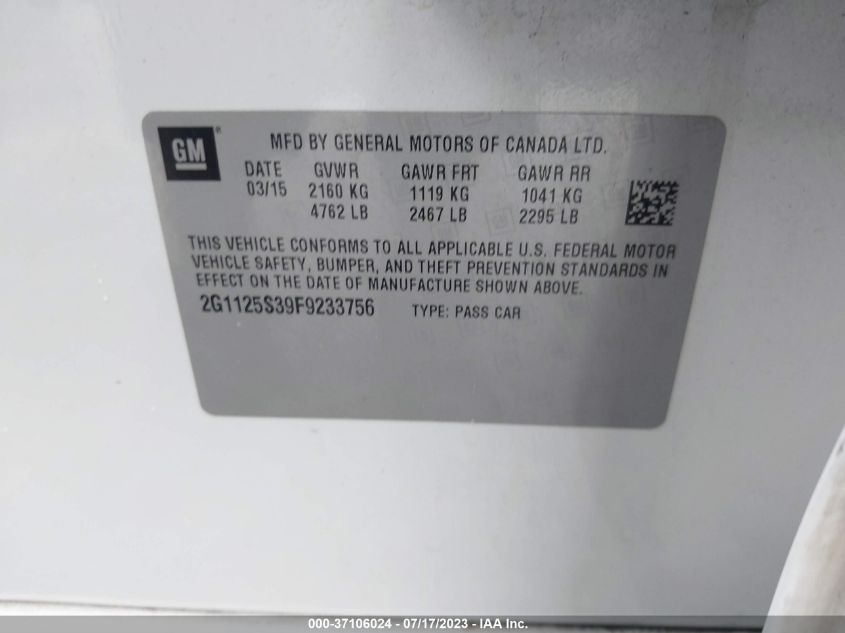 GM ®
MFD BY GENERAL MOTORS OF CANADA LTD.
DATE GVWR GAWR FRT GAWR RR
03/15 2160 KG 1119 KG 1041 KG
4762 LB 2467 LB 2295 LB
THIS VEHICLE CONFORMS TO ALL APPLICABLE U.S. FEDERAL MOTOR
VEHICLE SAFETY, BUMPER, AND THEFT PREVENTION STANDARDS IN
EFFECT ON THE DATE OF MANUFACTURE SHOWN ABOVE.
2G1125S39F9233756 TYPE: PASS CAR
000-37106024 - 07/17/2023 - IAA Inc.